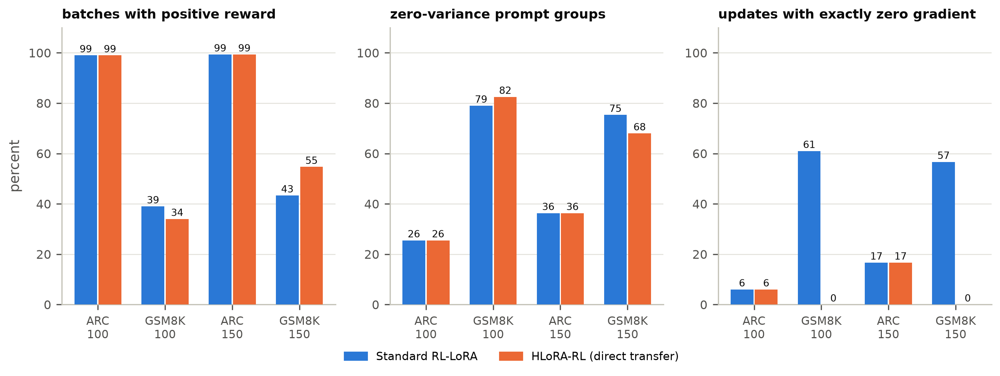 batches with positive reward
percent
100
80
60
40
20
0
99 99
39 34
99 99
43 55
ARC 100
GSM8K 100
ARC 150
GSM8K 150
zero-variance prompt groups
100
80
60
40
20
0
26 26
79 82
36 36
75 68
ARC 100
GSM8K 100
ARC 150
GSM8K 150
updates with exactly zero gradient
100
80
60
40
20
0
6 6
61 0
17 17
57 0
ARC 100
GSM8K 100
ARC 150
GSM8K 150
Standard RL-LoRA
HLoRA-RL (direct transfer)